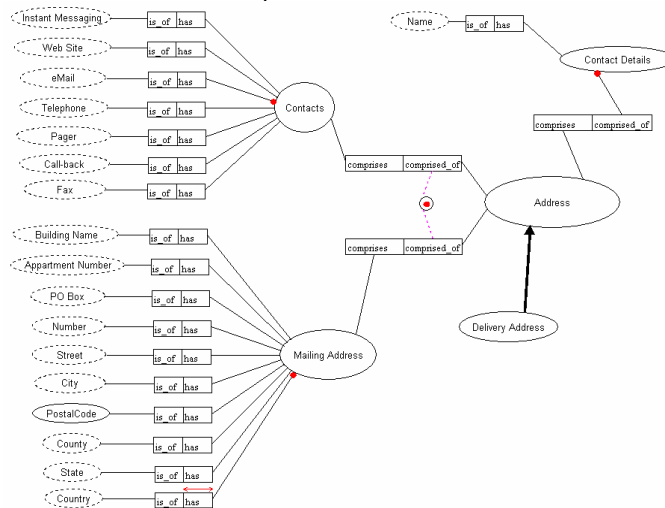 Instant Messaging
is_of has
Web Site
is_of has
eMail
is_of has
Telephone
is_of has
Pager
is_of has
Call-back
is_of has
Fax
is_of has
Contacts
Name
is_of has
Contact Details
comprises comprised_of
comprises comprised_of
Address
comprises comprised_of
Delivery Address
Building Name
is_of has
Appartment Number
is_of has
PO Box
is_of has
Number
is_of has
Street
is_of has
City
is_of has
PostalCode
is_of has
County
is_of has
State
is_of has
Country
is_of has
Mailing Address